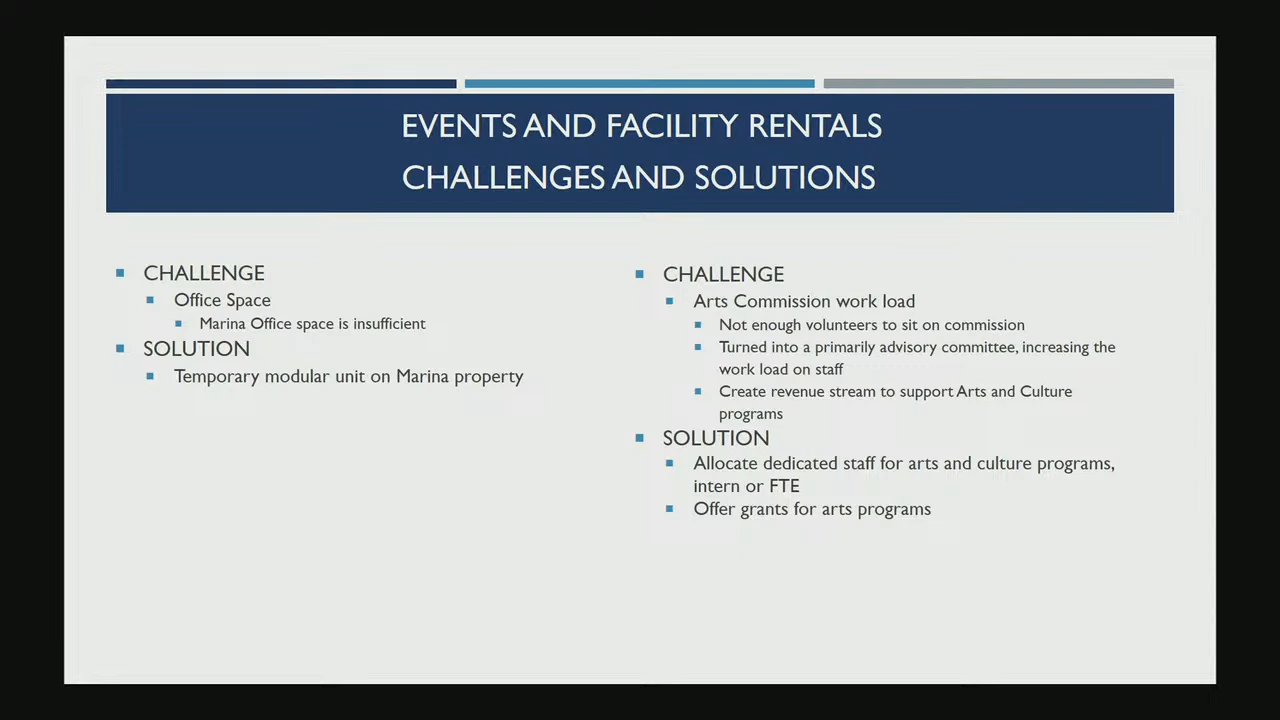 EVENTS AND FACILITY RENTALS
CHALLENGES AND SOLUTIONS
CHALLENGE
Office Space
Marina Office space is insufficient
SOLUTION
Temporary modular unit on Marina property
CHALLENGE
Arts Commission work load
Not enough volunteers to sit on commission
Turned into a primarily advisory committee, increasing the
work load on staff
Create revenue stream to support Arts and Culture
programs
SOLUTION
Allocate dedicated staff for arts and culture programs,
intern or FTE
Offer grants for arts programs